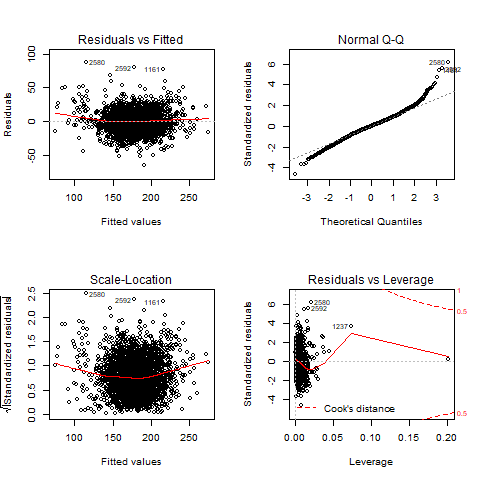 Residuals vs Fitted
Residuals
-50 0 50 100
2580
2592
1161
100 150 200 250
Fitted values
Normal Q-Q
Standardized residuals
-4 -2 0 2 4 6
2580
-3 -2 -1 0 1 2 3
Theoretical Quantiles
Scale-Location
√|Standardized residuals|
0.0 0.5 1.0 1.5 2.0 2.5
2580
2592
1161
100 150 200 250
Fitted values
Residuals vs Leverage
Standardized residuals
-4 -2 0 2 4 6
2580
2592
1237
1
0.5
0.5
Cook's distance
0.00 0.05 0.10 0.15 0.20
Leverage